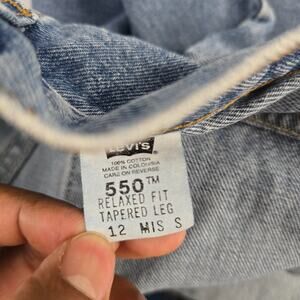 LEVI'S
100% COTTON
MADE IN COLOMBIA
CARE ON REVERSE
550™
RELAXED FIT
TAPERED LEG
12 MIS S